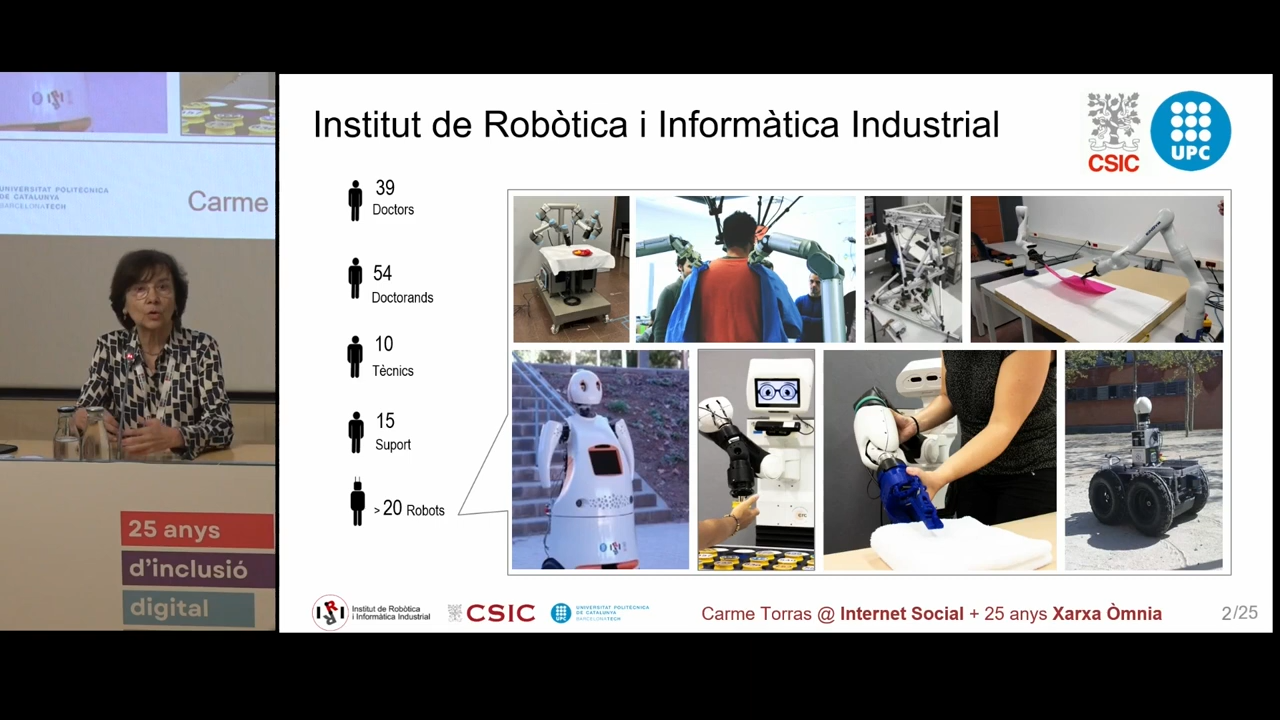 UNIVERSITAT POLITÈCNICA
DE CATALUNYA
BARCELONATECH
Carme
25 anys
d'inclusió
digital
Institut de Robòtica i Informàtica Industrial
CSIC
UPC
39
Doctors
54
Doctorands
10
Tècnics
15
Suport
> 20 Robots
IRI
Institut de Robòtica
i Informàtica Industrial
CSIC
UPC
UNIVERSITAT POLITÈCNICA
DE CATALUNYA
BARCELONATECH
Carme Torras @ Internet Social + 25 anys Xarxa Òmnia
2/25